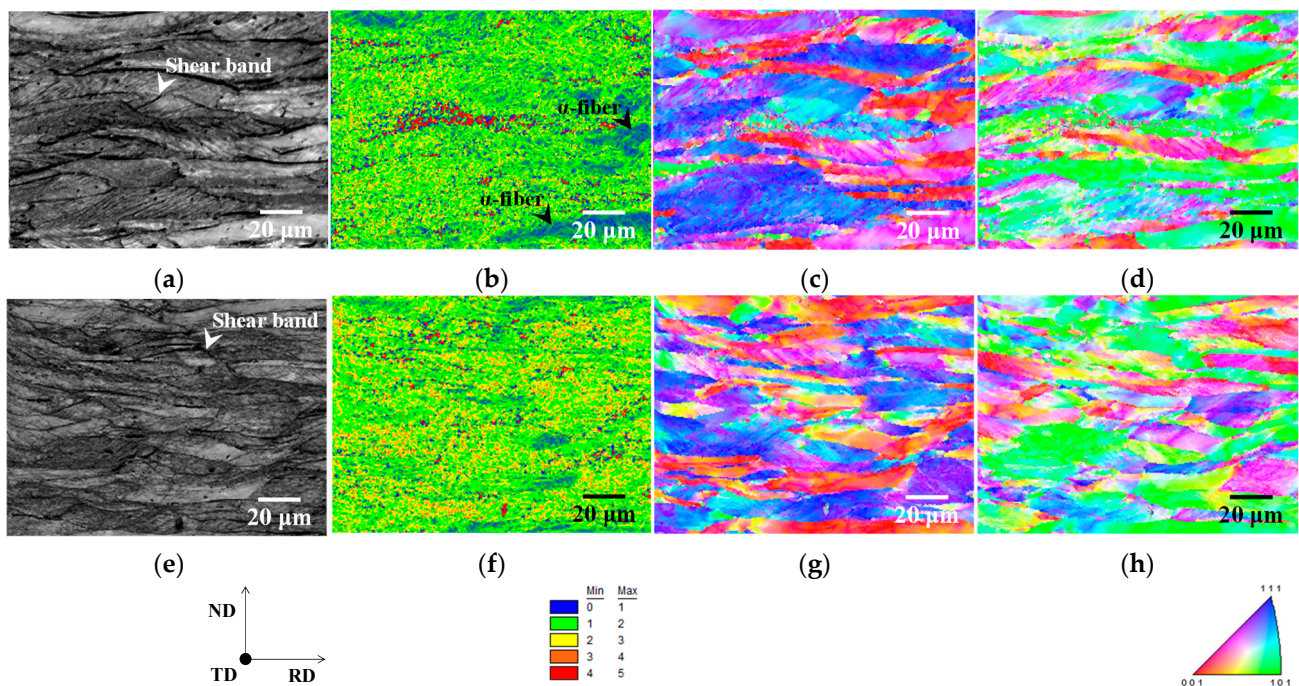 Shear band
20 μm
α-fiber
α-fiber
20 μm
20 μm
20 μm
(a)
(b)
(c)
(d)
Shear band
20 μm
20 μm
20 μm
20 μm
(e)
(f)
(g)
(h)
ND
TD
RD
Min Max
0 1
1 2
2 3
3 4
4 5
1 1 1
0 0 1
1 0 1